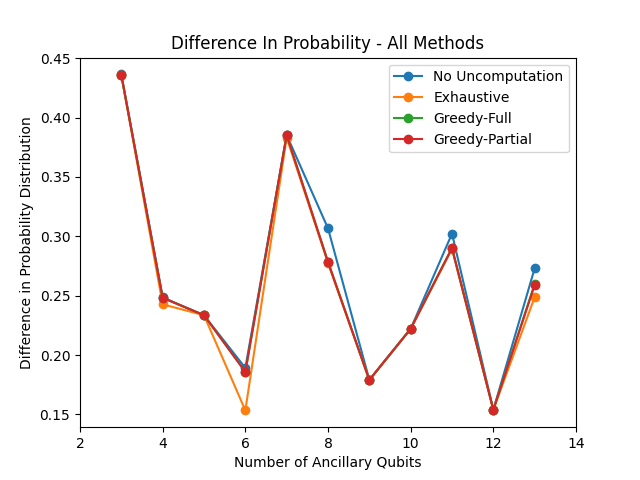 Difference In Probability - All Methods
Difference in Probability Distribution
0.45
0.40
0.35
0.30
0.25
0.20
0.15
No Uncomputation
Exhaustive
Greedy-Full
Greedy-Partial
2 4 6 8 10 12 14
Number of Ancillary Qubits